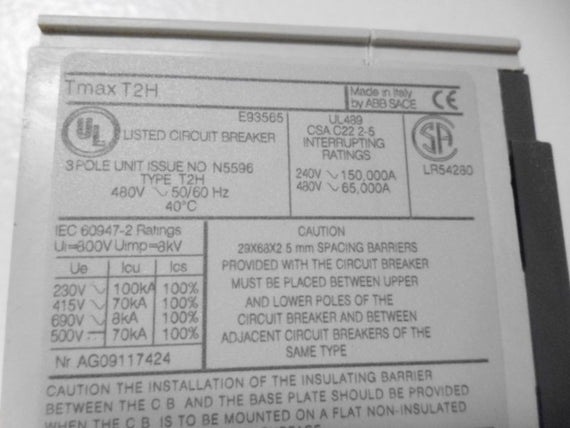 Tmax T2H
Made in Italy
by ABB SACE
CE
E93565
UL
LISTED CIRCUIT BREAKER
3 POLE UNIT ISSUE NO N5596
TYPE T2H
480V ∿ 50/60 Hz
40°C
UL489
CSA C22 2-5
INTERRUPTING
RATINGS
240V ∿ 150,000A
480V ∿ 65,000A
SA
LR54280
IEC 60947-2 Ratings
Ui=800V Uimp=8kV
Ue Icu Ics
230V ∿ 100kA 100%
415V ∿ 70kA 100%
690V ∿ 8kA 100%
500V ⎓ 70kA 100%
Nr AG09117424
CAUTION
29X68X2 5 mm SPACING BARRIERS
PROVIDED WITH THE CIRCUIT BREAKER
MUST BE PLACED BETWEEN UPPER
AND LOWER POLES OF THE
CIRCUIT BREAKER AND BETWEEN
ADJACENT CIRCUIT BREAKERS OF THE
SAME TYPE
CAUTION THE INSTALLATION OF THE INSULATING BARRIER
BETWEEN THE C B AND THE BASE PLATE SHOULD BE PROVIDED
WHEN THE C B IS TO BE MOUNTED ON A FLAT NON-INSULATED